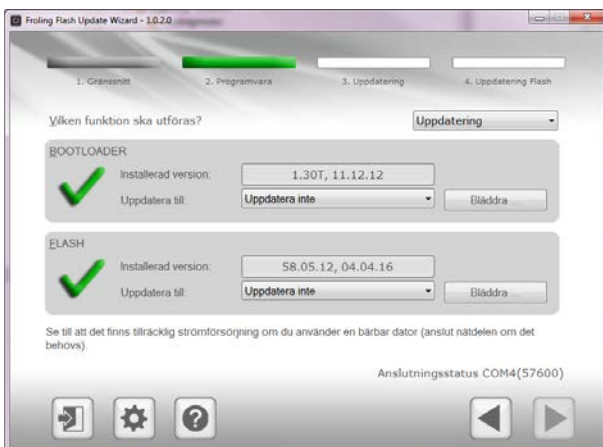 Froling Flash Update Wizard - 1.0.2.0
1. Gränssnitt 2. Programvara 3. Uppdatering 4. Uppdatering Flash
Vilken funktion ska utföras? Uppdatering
BOOTLOADER
Installerad version: 1.30T, 11.12.12
Uppdatera till: Uppdatera inte Bläddra ...
FLASH
Installerad version: 58.05.12, 04.04.16
Uppdatera till: Uppdatera inte Bläddra ...
Se till att det finns tillräcklig strömförsörjning om du använder en bärbar dator (anslut nätdelen om det
behövs).
Anslutningsstatus COM4(57600)